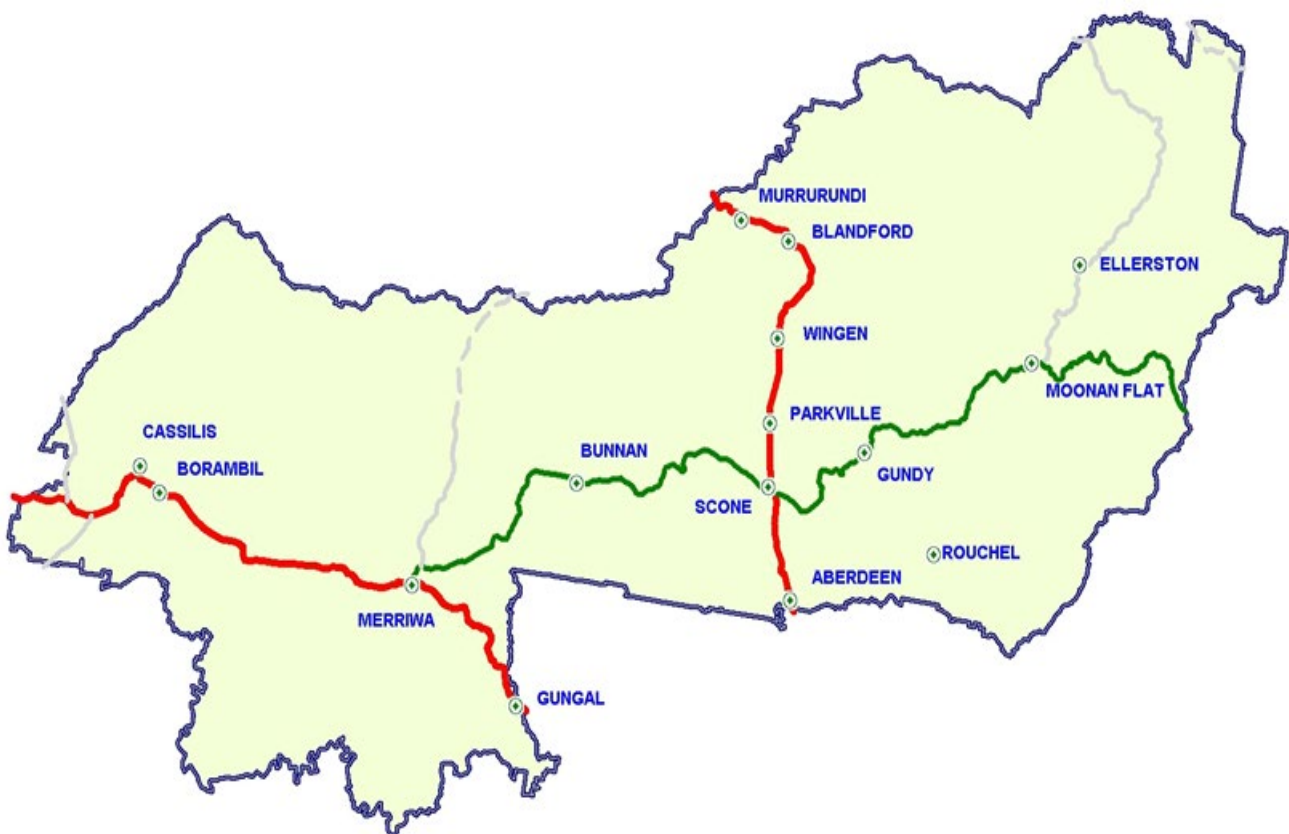 MURRURUNDI
BLANDFORD
ELLERSTON
WINGEN
MOONAN FLAT
PARKVILLE
CASSILIS
BUNNAN
BORAMBIL
GUNDY
SCONE
ROUCHEL
ABERDEEN
MERRIWA
GUNGAL